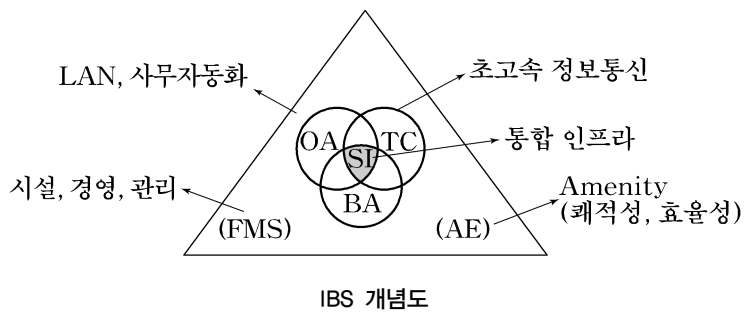 LAN, 사무자동화
초고속 정보통신
OA
TC
SI
통합 인프라
BA
시설, 경영, 관리
(FMS)
(AE)
Amenity
(쾌적성, 효율성)
IBS 개념도